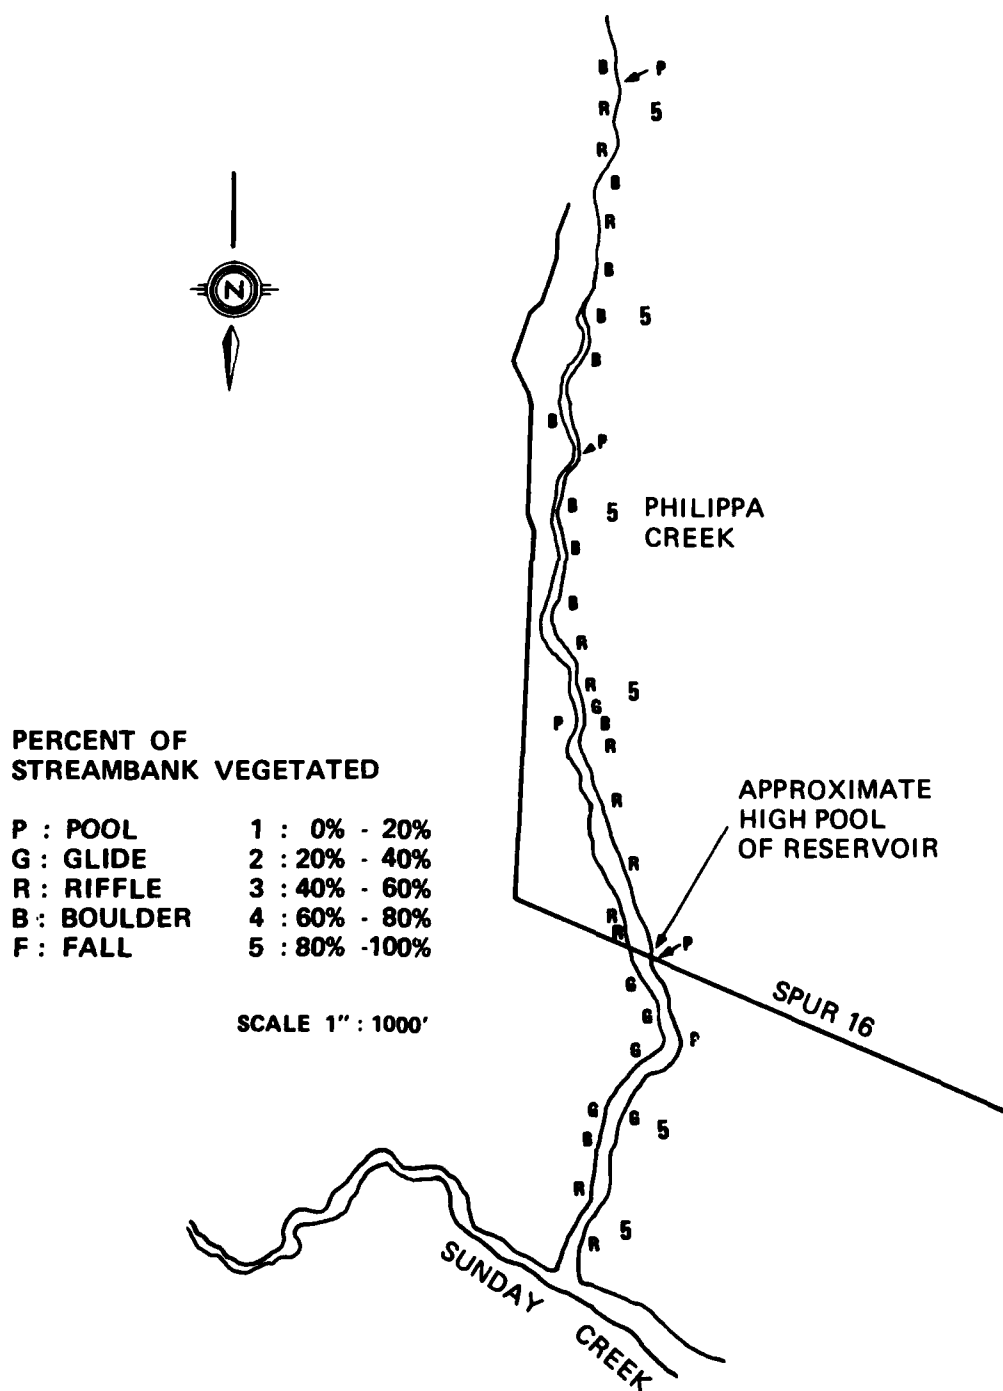 B P
R 5
R
B
R
B
B 5
B
B
P
B 5 PHILIPPA
CREEK
B
B
R
R 5
G
P B
R
R
R
R
P
G
G
G
G
G 5
B
R
R 5
N
PERCENT OF
STREAMBANK VEGETATED
P : POOL 1 : 0% - 20%
G : GLIDE 2 : 20% - 40%
R : RIFFLE 3 : 40% - 60%
B : BOULDER 4 : 60% - 80%
F : FALL 5 : 80% -100%
SCALE 1" : 1000'
APPROXIMATE
HIGH POOL
OF RESERVOIR
SPUR 16
SUNDAY CREEK